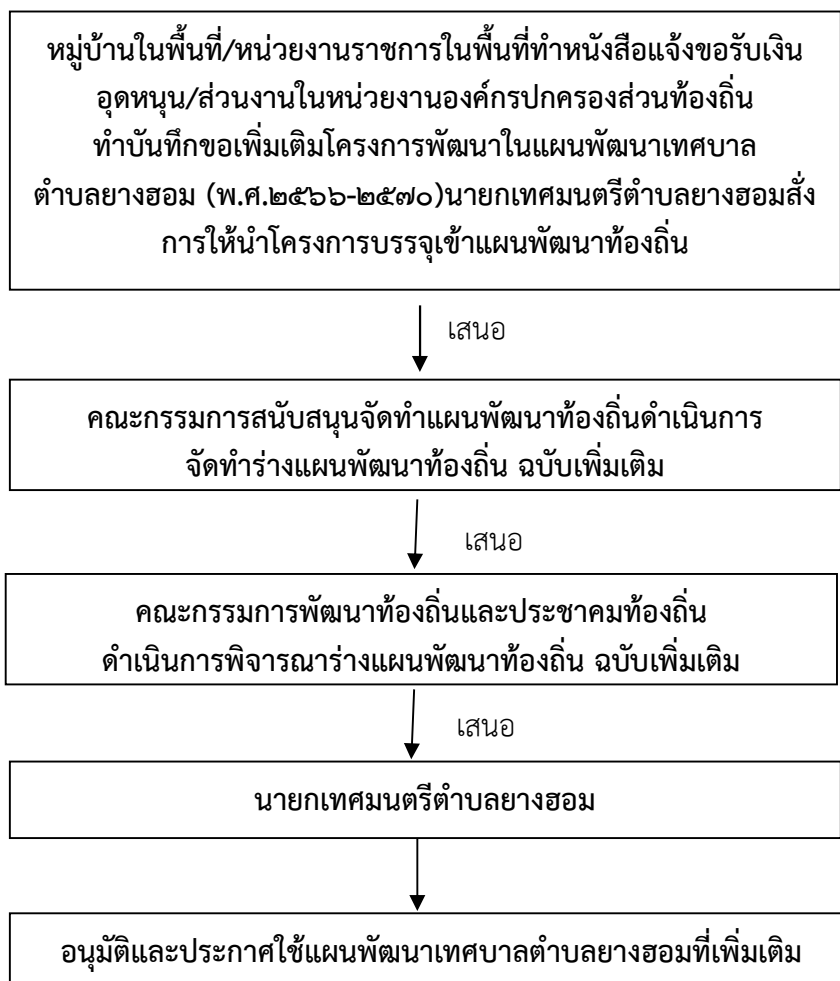 หมู่บ้านในพื้นที่/หน่วยงานราชการในพื้นที่ทำหนังสือแจ้งขอรับเงิน
อุดหนุน/ส่วนงานในหน่วยงานองค์กรปกครองส่วนท้องถิ่น
ทำบันทึกขอเพิ่มเติมโครงการพัฒนาในแผนพัฒนาเทศบาล
ตำบลยางฮอม (พ.ศ.๒๕๖๖-๒๕๗๐)นายกเทศมนตรีตำบลยางฮอมสั่ง
การให้นำโครงการบรรจุเข้าแผนพัฒนาท้องถิ่น
เสนอ
คณะกรรมการสนับสนุนจัดทำแผนพัฒนาท้องถิ่นดำเนินการ
จัดทำร่างแผนพัฒนาท้องถิ่น ฉบับเพิ่มเติม
เสนอ
คณะกรรมการพัฒนาท้องถิ่นและประชาคมท้องถิ่น
ดำเนินการพิจารณาร่างแผนพัฒนาท้องถิ่น ฉบับเพิ่มเติม
เสนอ
นายกเทศมนตรีตำบลยางฮอม
อนุมัติและประกาศใช้แผนพัฒนาเทศบาลตำบลยางฮอมที่เพิ่มเติม